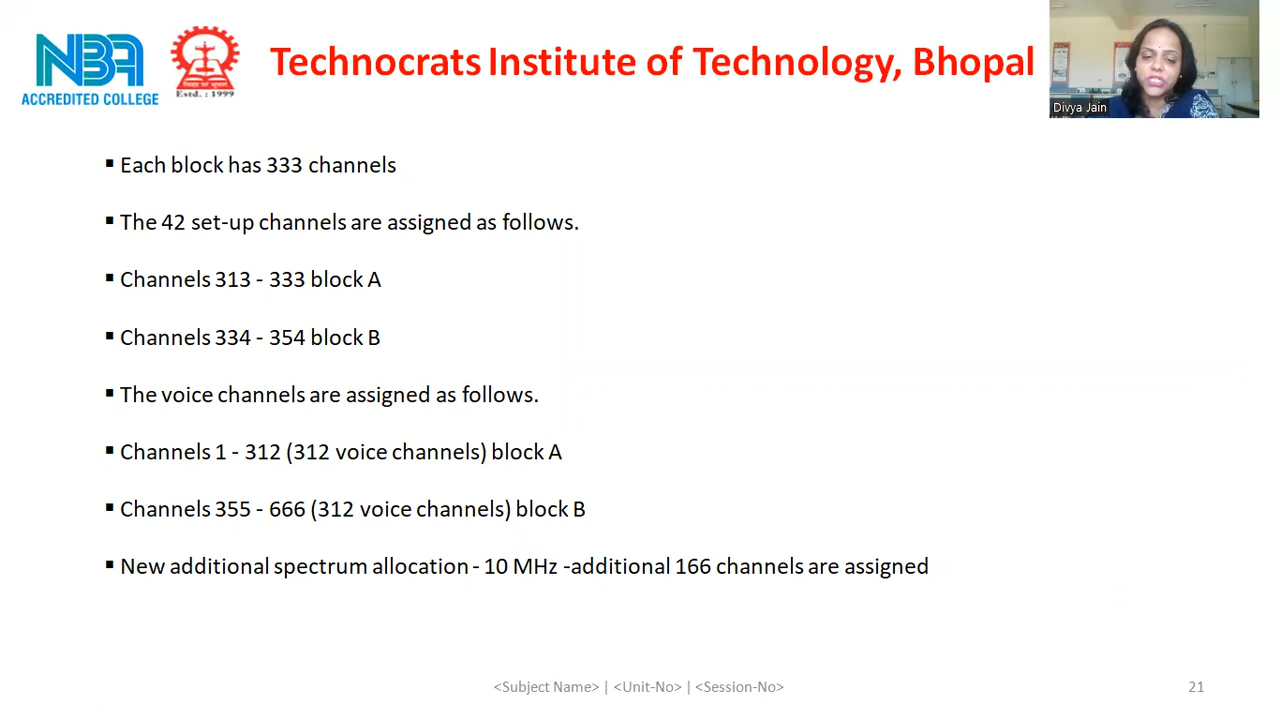 NBA
ACCREDITED COLLEGE
Estd. : 1999
Technocrats Institute of Technology, Bhopal
Divya Jain
▪ Each block has 333 channels
▪ The 42 set-up channels are assigned as follows.
▪ Channels 313 - 333 block A
▪ Channels 334 - 354 block B
▪ The voice channels are assigned as follows.
▪ Channels 1 - 312 (312 voice channels) block A
▪ Channels 355 - 666 (312 voice channels) block B
▪ New additional spectrum allocation - 10 MHz -additional 166 channels are assigned
<Subject Name> | <Unit-No> | <Session-No>
21